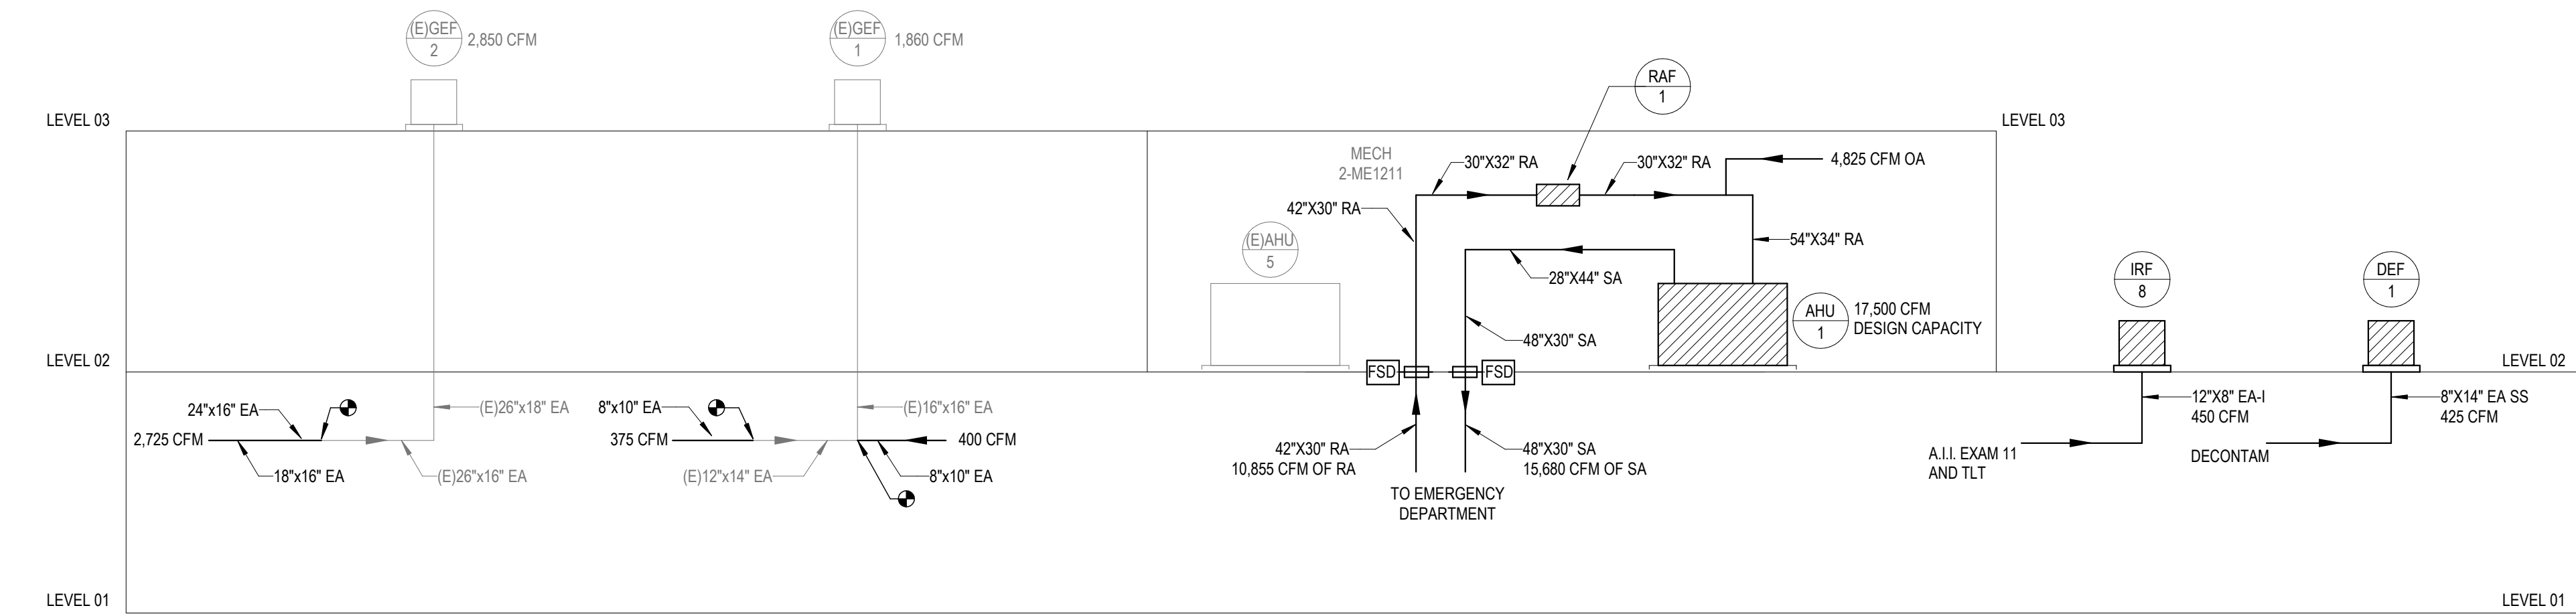 (E)GEF
2
2,850 CFM
(E)GEF
1
1,860 CFM
RAF
1
LEVEL 03
LEVEL 03
MECH
2-ME1211
30"X32" RA
30"X32" RA
4,825 CFM OA
42"X30" RA
(E)AHU
5
54"X34" RA
28"X44" SA
IRF
8
DEF
1
AHU
1
17,500 CFM
DESIGN CAPACITY
48"X30" SA
LEVEL 02
LEVEL 02
FSD
FSD
24"x16" EA
(E)26"x18" EA
8"x10" EA
(E)16"x16" EA
12"X8" EA-I
450 CFM
8"X14" EA SS
425 CFM
2,725 CFM
375 CFM
400 CFM
18"x16" EA
(E)26"x16" EA
(E)12"x14" EA
8"x10" EA
42"X30" RA
10,855 CFM OF RA
48"X30" SA
15,680 CFM OF SA
A.I.I. EXAM 11
AND TLT
DECONTAM
TO EMERGENCY
DEPARTMENT
LEVEL 01
LEVEL 01